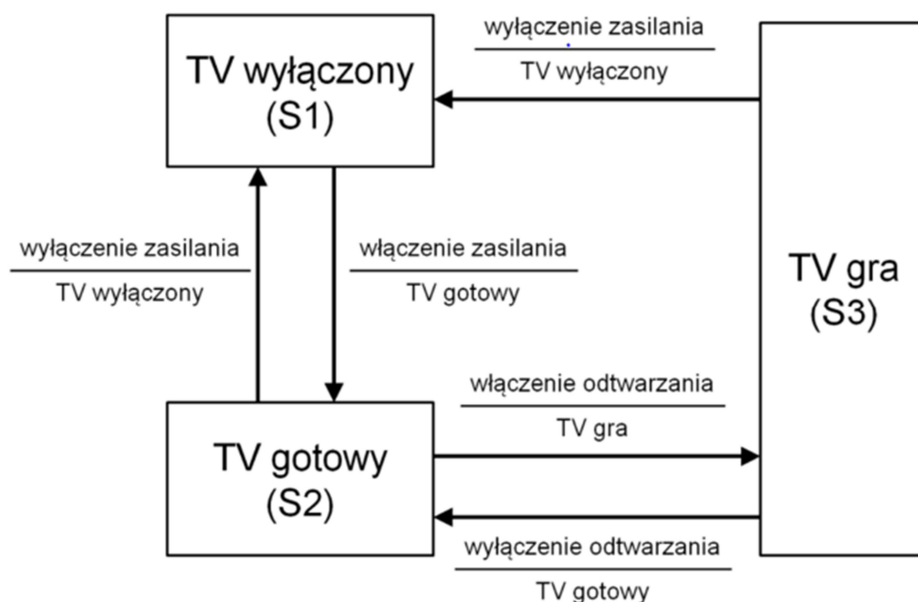 wyłączenie zasilania
TV wyłączony
TV wyłączony
(S1)
wyłączenie zasilania
TV wyłączony
włączenie zasilania
TV gotowy
TV gra
(S3)
włączenie odtwarzania
TV gra
TV gotowy
(S2)
wyłączenie odtwarzania
TV gotowy